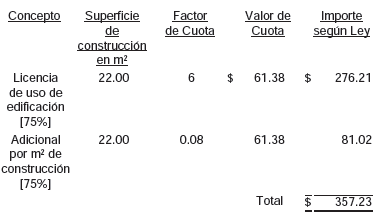 Concepto Superficie de construcción en m² Factor de Cuota Valor de Cuota Importe según Ley
Licencia de uso de edificación [75%] 22.00 6 $ 61.38 $ 276.21
Adicional por m² de construcción [75%] 22.00 0.08 61.38 81.02
Total $ 357.23